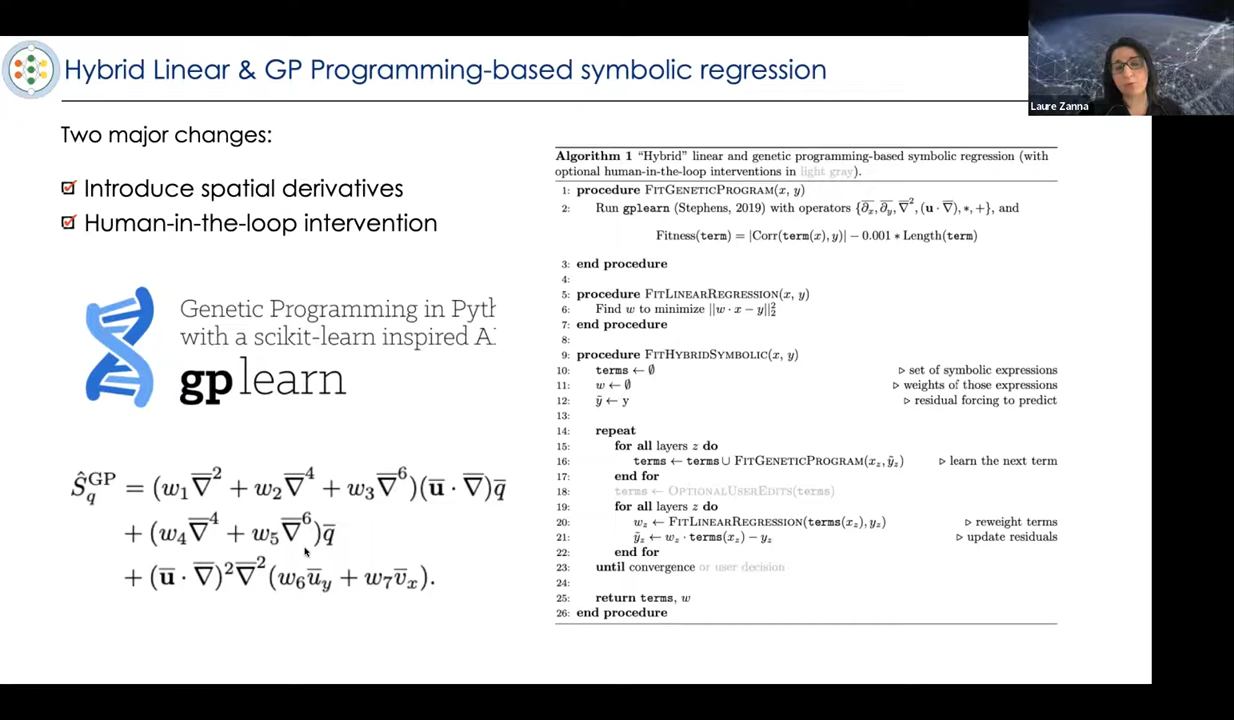 Hybrid Linear & GP Programming-based symbolic regression
Laure Zanna
Two major changes:
Introduce spatial derivatives
Human-in-the-loop intervention
Genetic Programming in Pyth
with a scikit-learn inspired A
gplearn
Ŝ_q^GP = (w₁∇̅² + w₂∇̅⁴ + w₃∇̅⁶)(u̅ · ∇̅)q̅
+ (w₄∇̅⁴ + w₅∇̅⁶)q̅
+ (u̅ · ∇̅)²∇̅²(w₆u̅_y + w₇v̅_x).
Algorithm 1 "Hybrid" linear and genetic programming-based symbolic regression (with
optional human-in-the-loop interventions in light gray).
1: procedure FITGENETICPROGRAM(x, y)
2: Run gplearn (Stephens, 2019) with operators {∂̅ₓ, ∂̅_y, ∇̅², (u · ∇̅), *, +}, and
Fitness(term) = |Corr(term(x), y)| − 0.001 * Length(term)
3: end procedure
4:
5: procedure FITLINEARREGRESSION(x, y)
6: Find w to minimize ||w · x − y||₂²
7: end procedure
8:
9: procedure FITHYBRIDSYMBOLIC(x, y)
10: terms ← ∅ ▷ set of symbolic expressions
11: w ← ∅ ▷ weights of those expressions
12: ỹ ← y ▷ residual forcing to predict
13:
14: repeat
15: for all layers z do
16: terms ← terms ∪ FITGENETICPROGRAM(x_z, ỹ_z) ▷ learn the next term
17: end for
18: terms ← OPTIONALUSEREDITS(terms)
19: for all layers z do
20: w_z ← FITLINEARREGRESSION(terms(x_z), y_z) ▷ reweight terms
21: ỹ_z ← w_z · terms(x_z) − y_z ▷ update residuals
22: end for
23: until convergence or user decision
24:
25: return terms, w
26: end procedure